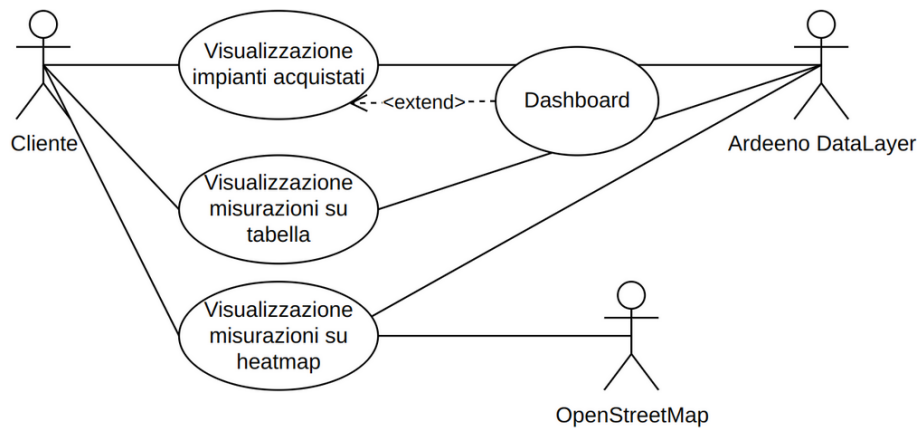 Visualizzazione
impianti acquistati
<extend>
Dashboard
Cliente
Ardeeno DataLayer
Visualizzazione
misurazioni su
tabella
Visualizzazione
misurazioni su
heatmap
OpenStreetMap